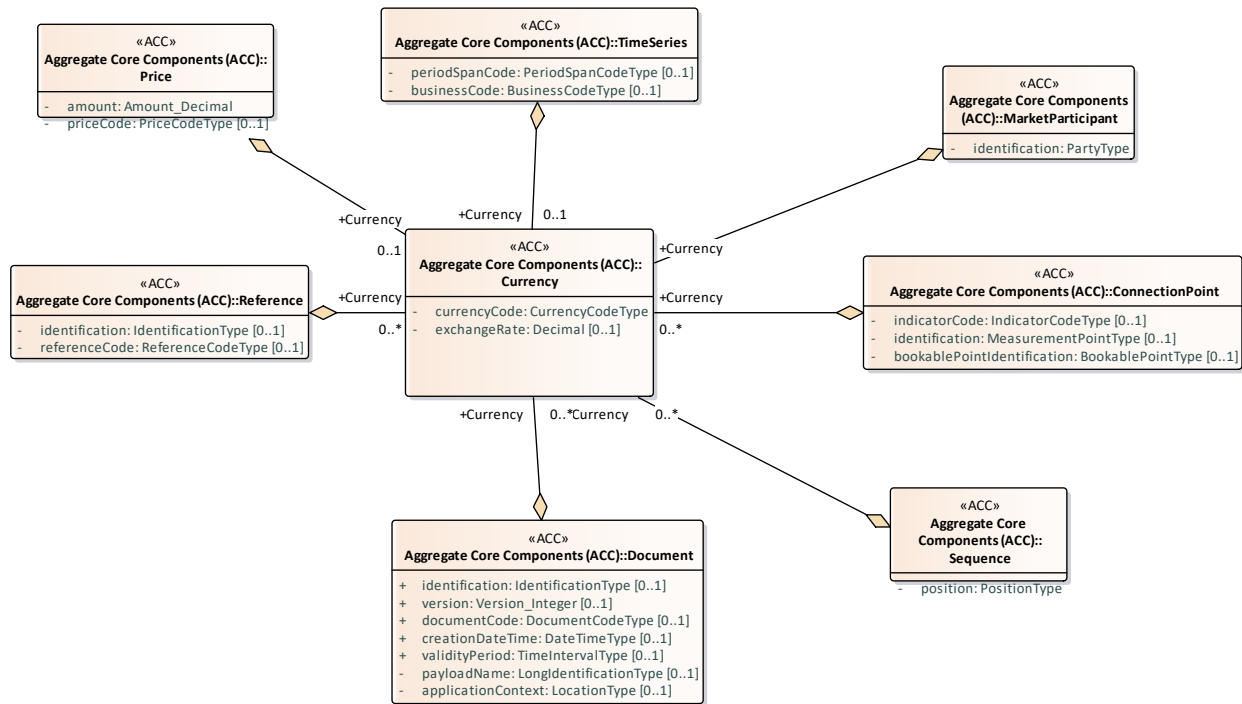 «ACC»
Aggregate Core Components (ACC)::
Price
- amount: Amount_Decimal
- priceCode: PriceCodeType [0..1]
«ACC»
Aggregate Core Components (ACC)::TimeSeries
- periodSpanCode: PeriodSpanCodeType [0..1]
- businessCode: BusinessCodeType [0..1]
«ACC»
Aggregate Core Components
(ACC)::MarketParticipant
- identification: PartyType
+Currency
0..1
+Currency 0..1
+Currency
«ACC»
Aggregate Core Components (ACC)::Reference
- identification: IdentificationType [0..1]
- referenceCode: ReferenceCodeType [0..1]
+Currency
0..*
«ACC»
Aggregate Core Components (ACC)::
Currency
- currencyCode: CurrencyCodeType
- exchangeRate: Decimal [0..1]
+Currency
0..*
«ACC»
Aggregate Core Components (ACC)::ConnectionPoint
- indicatorCode: IndicatorCodeType [0..1]
- identification: MeasurementPointType [0..1]
- bookablePointIdentification: BookablePointType [0..1]
+Currency 0..*Currency 0..*
«ACC»
Aggregate Core Components (ACC)::Document
+ identification: IdentificationType [0..1]
+ version: Version_Integer [0..1]
+ documentCode: DocumentCodeType [0..1]
+ creationDateTime: DateTimeType [0..1]
+ validityPeriod: TimeIntervalType [0..1]
- payloadName: LongIdentificationType [0..1]
- applicationContext: LocationType [0..1]
«ACC»
Aggregate Core
Components (ACC)::
Sequence
- position: PositionType